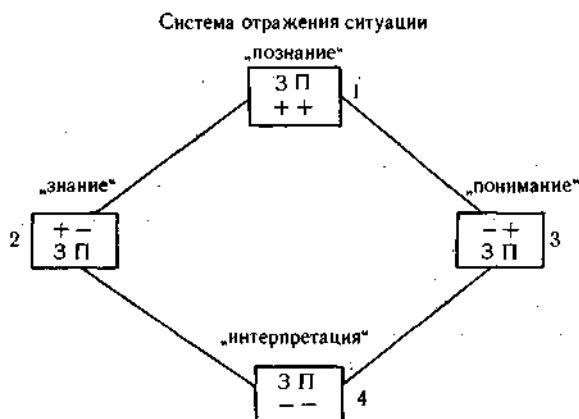 Система отражения ситуации
„познание“
З П
+ +
1
„знание“
+ −
З П
2
„понимание“
− +
З П
3
„интерпретация“
З П
− −
4